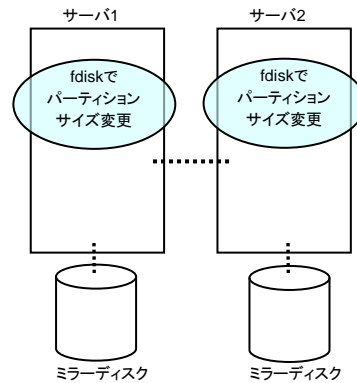 サーバ1
サーバ2
fdiskで
パーティション
サイズ変更
fdiskで
パーティション
サイズ変更
ミラーディスク
ミラーディスク